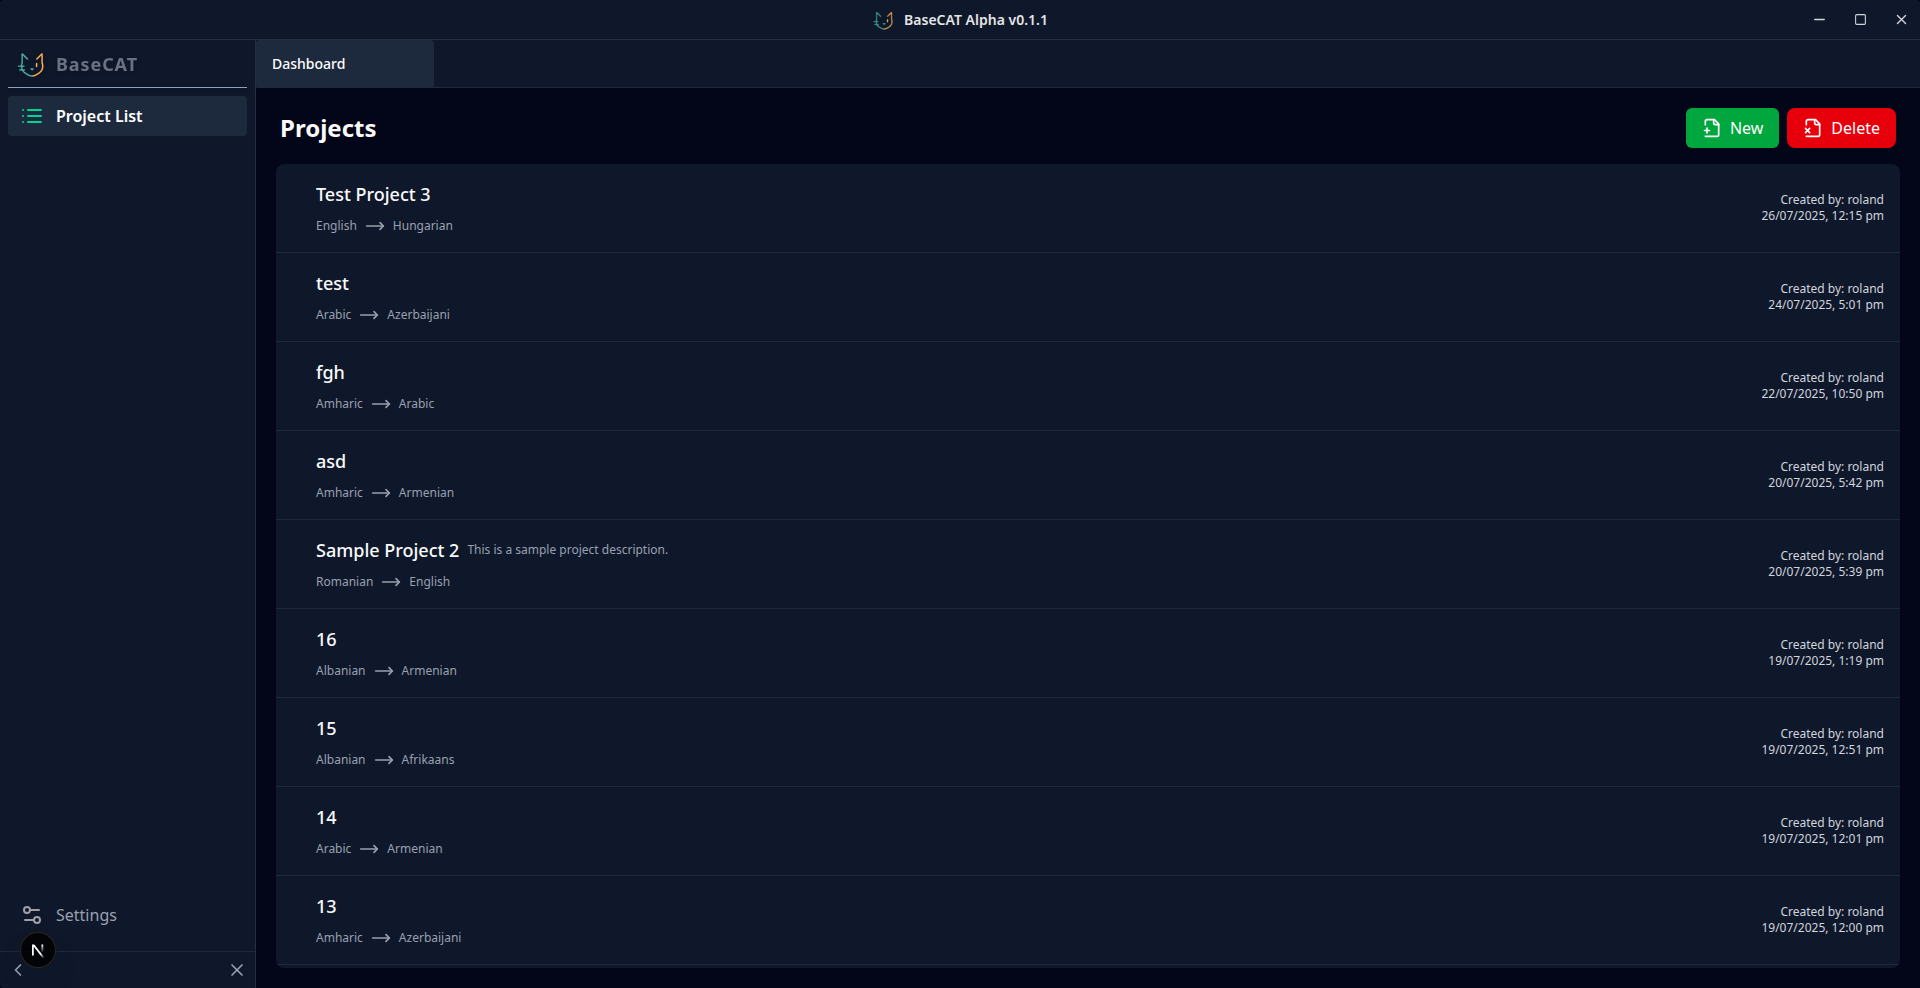 BaseCAT Alpha v0.1.1
BaseCAT
Dashboard
Project List
Projects
New
Delete
Test Project 3
English
Hungarian
Created by: roland
26/07/2025, 12:15 pm
test
Arabic
Azerbaijani
Created by: roland
24/07/2025, 5:01 pm
fgh
Amharic
Arabic
Created by: roland
22/07/2025, 10:50 pm
asd
Amharic
Armenian
Created by: roland
20/07/2025, 5:42 pm
Sample Project 2 This is a sample project description.
Romanian
English
Created by: roland
20/07/2025, 5:39 pm
16
Albanian
Armenian
Created by: roland
19/07/2025, 1:19 pm
15
Albanian
Afrikaans
Created by: roland
19/07/2025, 12:51 pm
14
Arabic
Armenian
Created by: roland
19/07/2025, 12:01 pm
13
Amharic
Azerbaijani
Created by: roland
19/07/2025, 12:00 pm
Settings
N